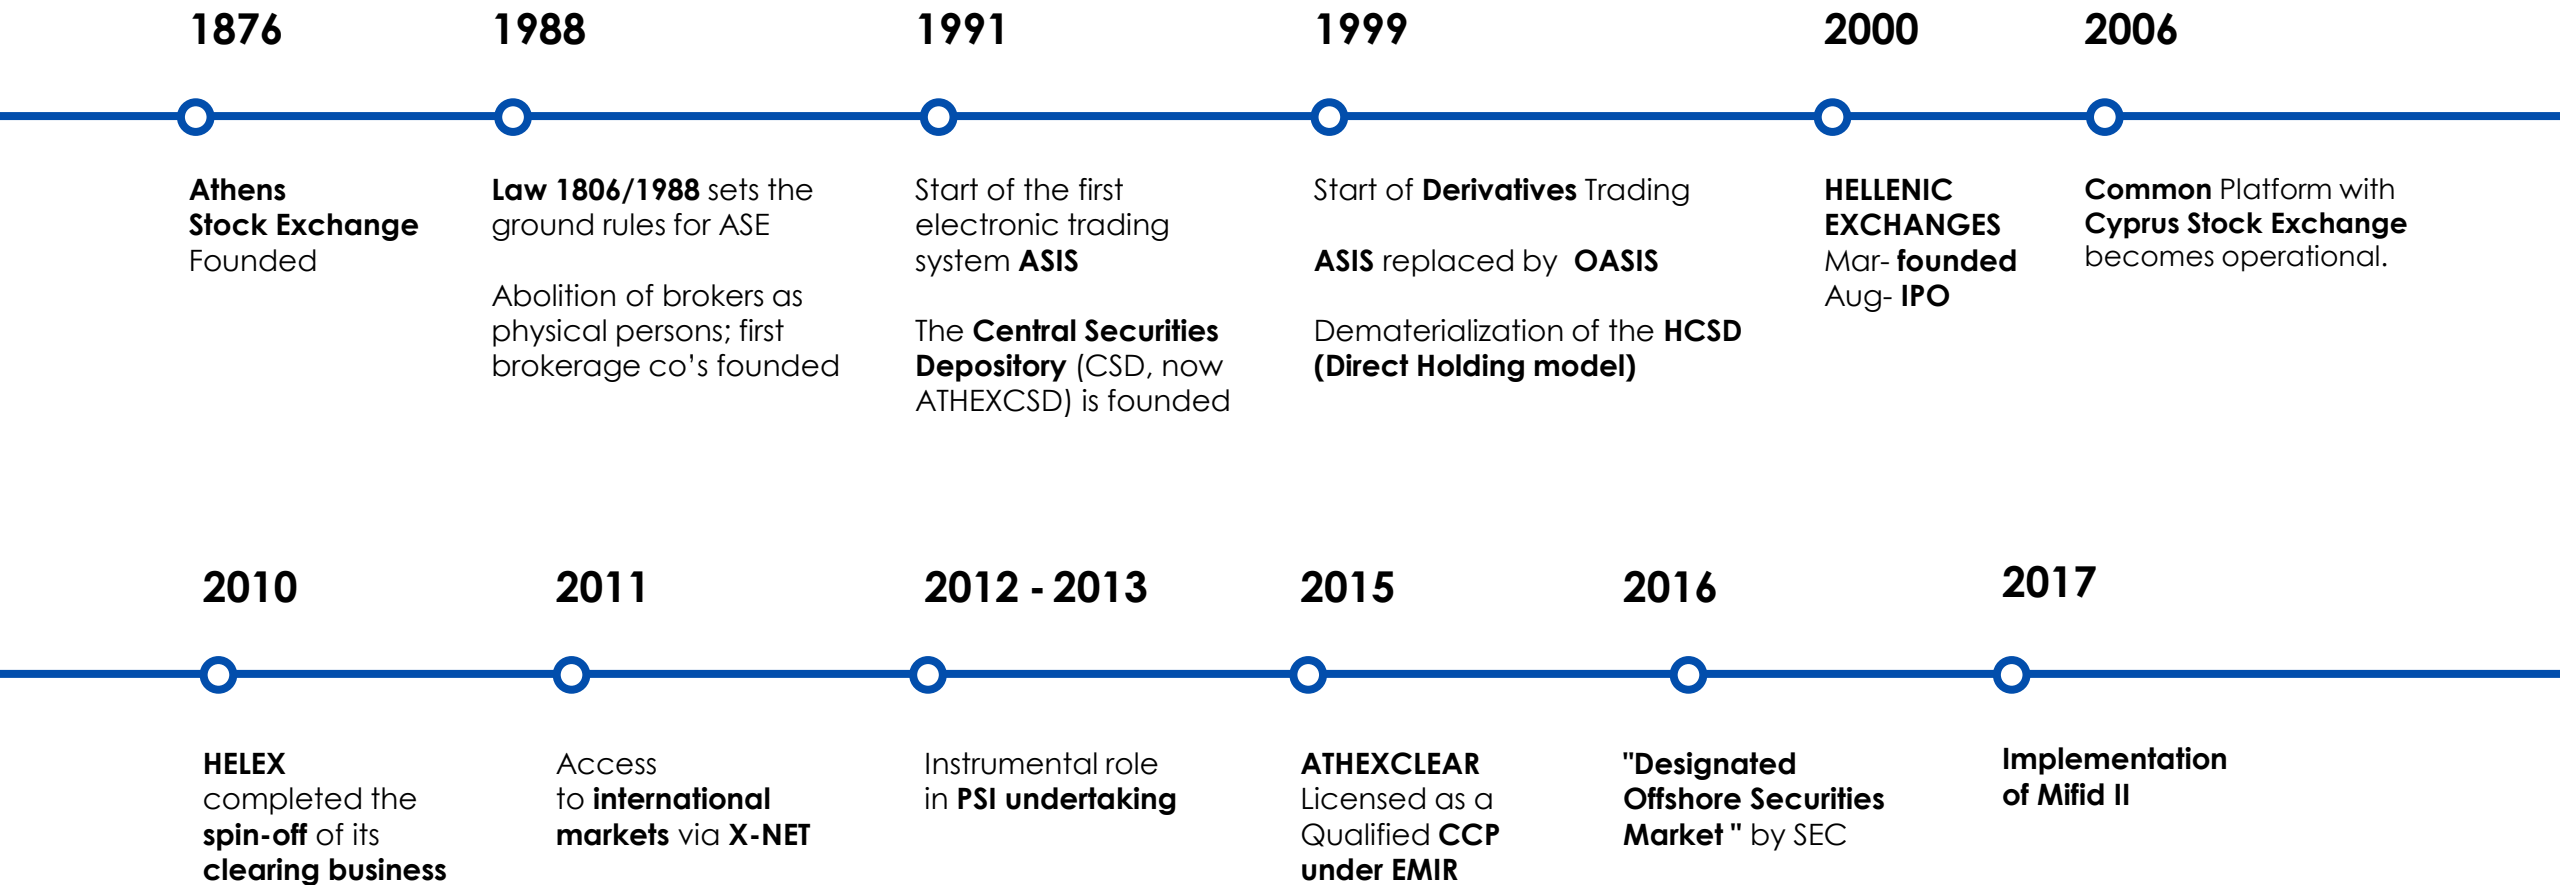 1876
Athens
Stock Exchange
Founded
1988
Law 1806/1988 sets the
ground rules for ASE
Abolition of brokers as
physical persons; first
brokerage co’s founded
1991
Start of the first
electronic trading
system ASIS
The Central Securities
Depository (CSD, now
ATHEXCSD) is founded
1999
Start of Derivatives Trading
ASIS replaced by OASIS
Dematerialization of the HCSD
(Direct Holding model)
2000
HELLENIC
EXCHANGES
Mar- founded
Aug- IPO
2006
Common Platform with
Cyprus Stock Exchange
becomes operational.
2010
HELEX
completed the
spin-off of its
clearing business
2011
Access
to international
markets via X-NET
2012 - 2013
Instrumental role
in PSI undertaking
2015
ATHEXCLEAR
Licensed as a
Qualified CCP
under EMIR
2016
"Designated
Offshore Securities
Market " by SEC
2017
Implementation
of Mifid II